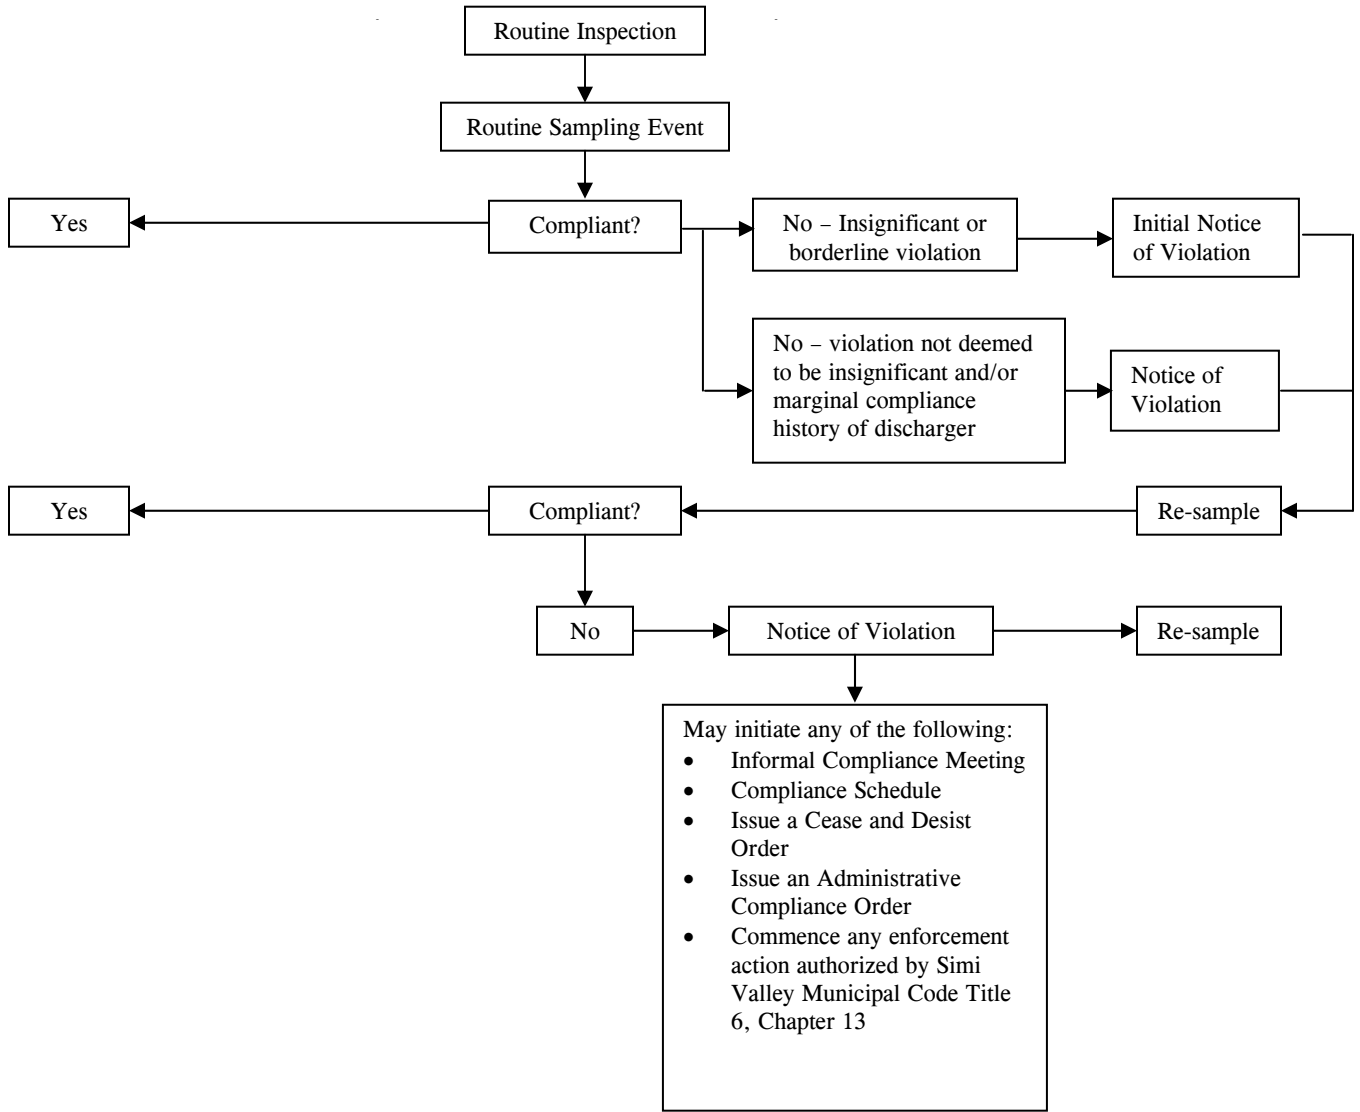 Routine Inspection
Routine Sampling Event
Yes
Compliant?
No – Insignificant or
borderline violation
Initial Notice
of Violation
No – violation not deemed
to be insignificant and/or
marginal compliance
history of discharger
Notice of
Violation
Yes
Compliant?
Re-sample
No
Notice of Violation
Re-sample
May initiate any of the following:
• Informal Compliance Meeting
• Compliance Schedule
• Issue a Cease and Desist
Order
• Issue an Administrative
Compliance Order
• Commence any enforcement
action authorized by Simi
Valley Municipal Code Title
6, Chapter 13